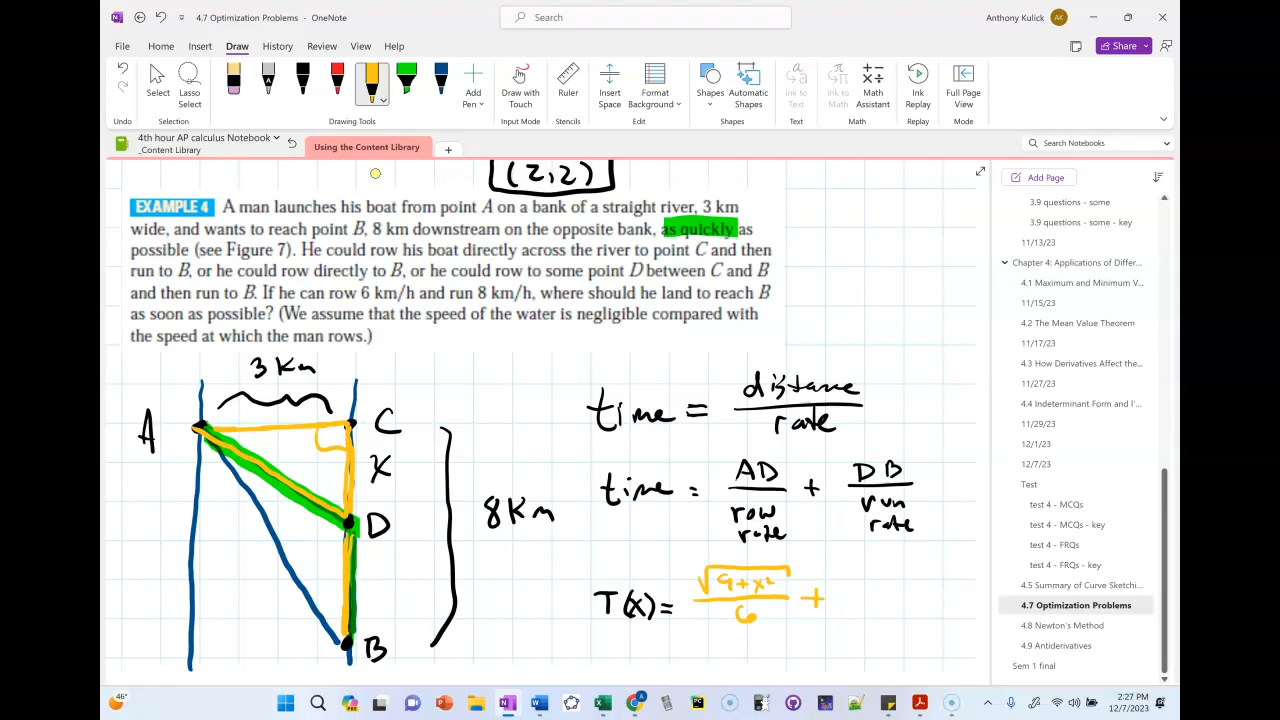 4.7 Optimization Problems - OneNote
Search
Anthony Kulick
AK
File Home Insert Draw History Review View Help
Share
Undo
Select
Lasso Select
Add Pen
Drawing Tools
Draw with Touch
Input Mode
Ruler
Stencils
Insert Space
Format Background
Edit
Shapes
Automatic Shapes
Shapes
Ink to Text
Text
Ink to Math
Math Assistant
Math
Ink Replay
Replay
Full Page View
Mode
4th hour AP calculus Notebook
_Content Library
Using the Content Library
Search Notebooks
(2,2)
EXAMPLE 4 A man launches his boat from point A on a bank of a straight river, 3 km
wide, and wants to reach point B, 8 km downstream on the opposite bank, as quickly as
possible (see Figure 7). He could row his boat directly across the river to point C and then
run to B, or he could row directly to B, or he could row to some point D between C and B
and then run to B. If he can row 6 km/h and run 8 km/h, where should he land to reach B
as soon as possible? (We assume that the speed of the water is negligible compared with
the speed at which the man rows.)
3 Km
A
C
X
D
B
8 Km
time = distance / rate
time = AD / row rate + DB / run rate
T(x) = √(9+x²) / 6 +
Add Page
3.9 questions - some
3.9 questions - some - key
11/13/23
Chapter 4: Applications of Differ...
4.1 Maximum and Minimum V...
11/15/23
4.2 The Mean Value Theorem
11/17/23
4.3 How Derivatives Affect the...
11/27/23
4.4 Indeterminant Form and l'...
11/29/23
12/1/23
12/7/23
Test
test 4 - MCQs
test 4 - MCQs - key
test 4 - FRQs
test 4 - FRQs - key
4.5 Summary of Curve Sketchi...
4.7 Optimization Problems
4.8 Newton's Method
4.9 Antiderivatives
Sem 1 final
46°
2:27 PM
12/7/2023